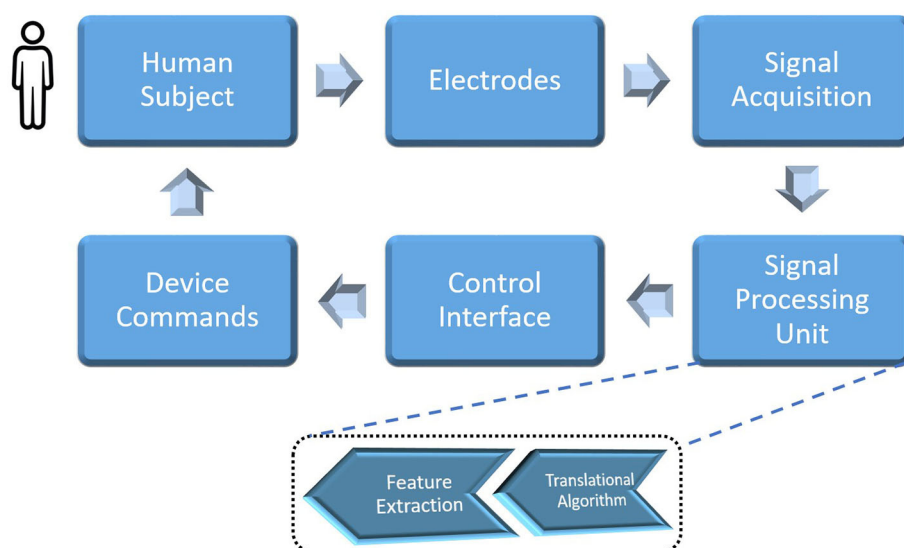 Human
Subject
Electrodes
Signal
Acquisition
Device
Commands
Control
Interface
Signal
Processing
Unit
Feature
Extraction
Translational
Algorithm